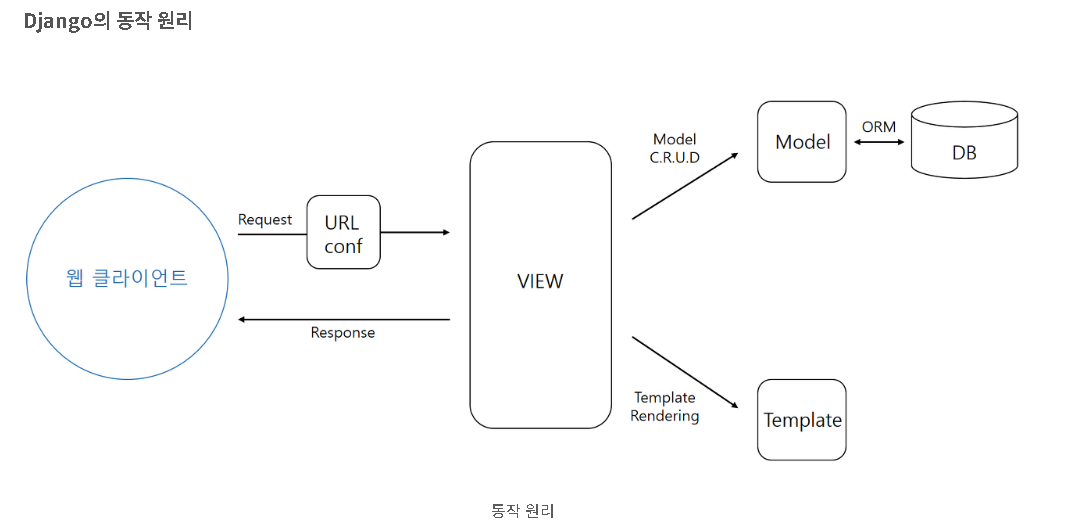 Django의 동작 원리
웹 클라이언트
Request
URL
conf
Response
VIEW
Model
C.R.U.D
Model
ORM
DB
Template
Rendering
Template
동작 원리